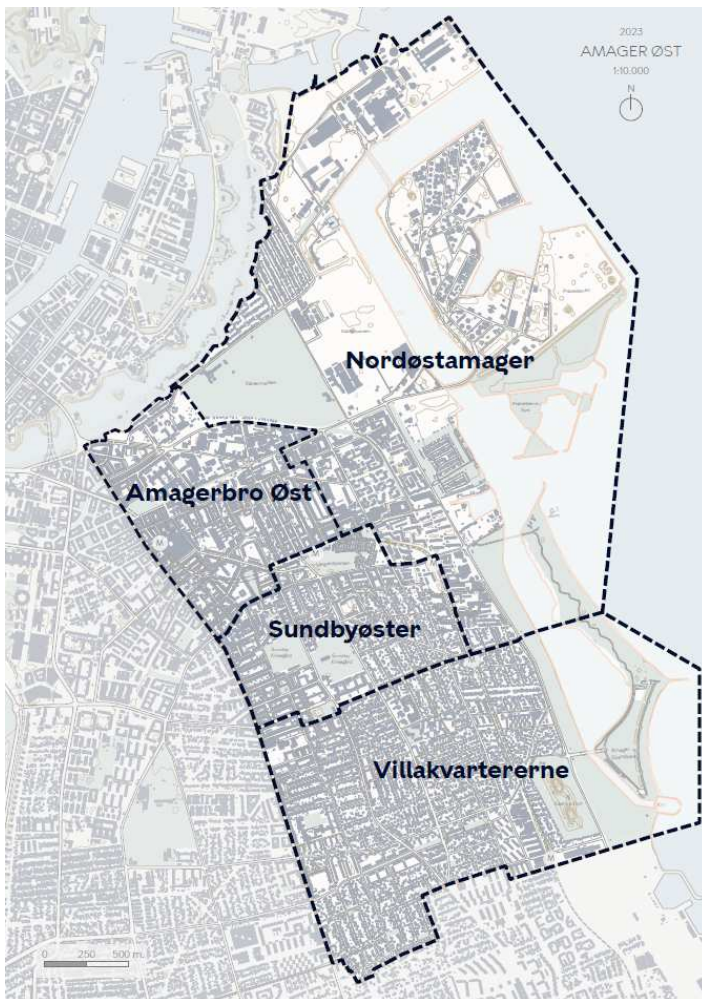 2023
AMAGER ØST
1:10.000
N
Nordøstamager
Amagerbro Øst
M
M
Sundbyøster
Villakvartererne
M
0 250 500 m.